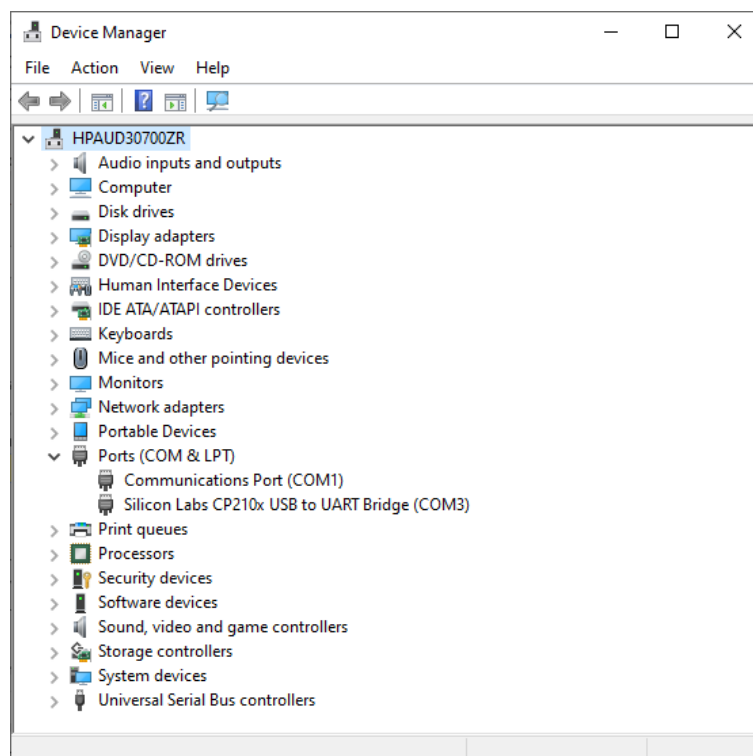 Device Manager
File Action View Help
HPAUD30700ZR
Audio inputs and outputs
Computer
Disk drives
Display adapters
DVD/CD-ROM drives
Human Interface Devices
IDE ATA/ATAPI controllers
Keyboards
Mice and other pointing devices
Monitors
Network adapters
Portable Devices
Ports (COM & LPT)
Communications Port (COM1)
Silicon Labs CP210x USB to UART Bridge (COM3)
Print queues
Processors
Security devices
Software devices
Sound, video and game controllers
Storage controllers
System devices
Universal Serial Bus controllers